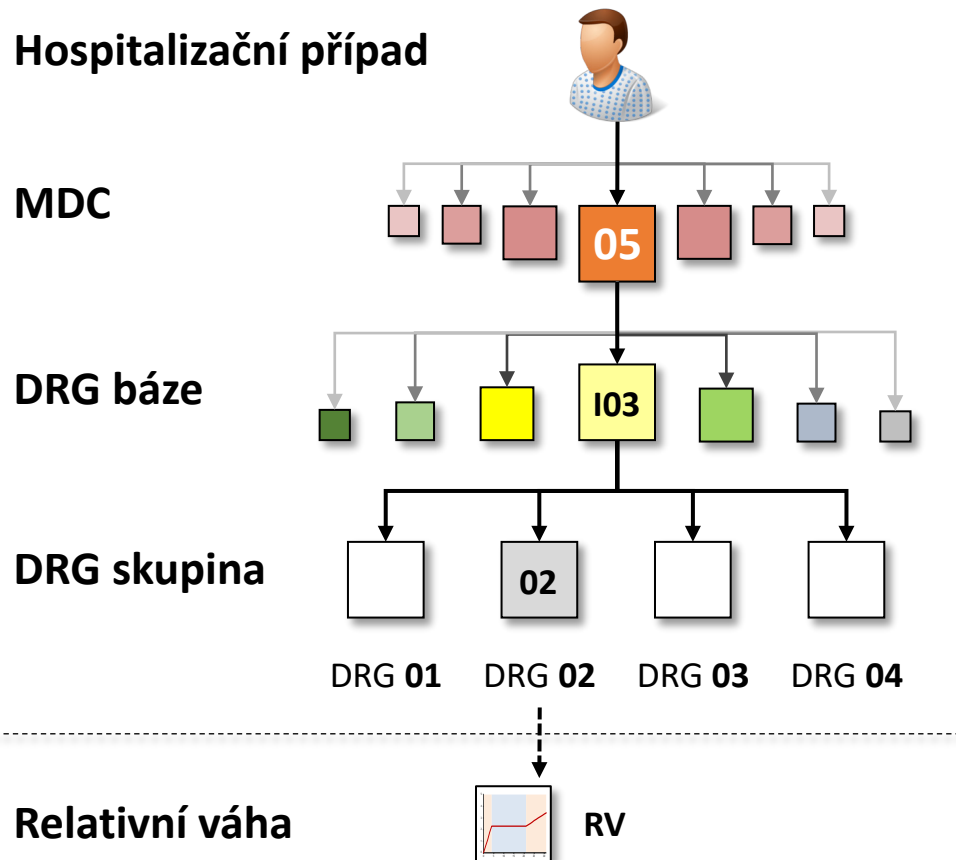 Hospitalizační případ
MDC
05
DRG báze
I03
DRG skupina
02
DRG 01 DRG 02 DRG 03 DRG 04
Relativní váha
RV